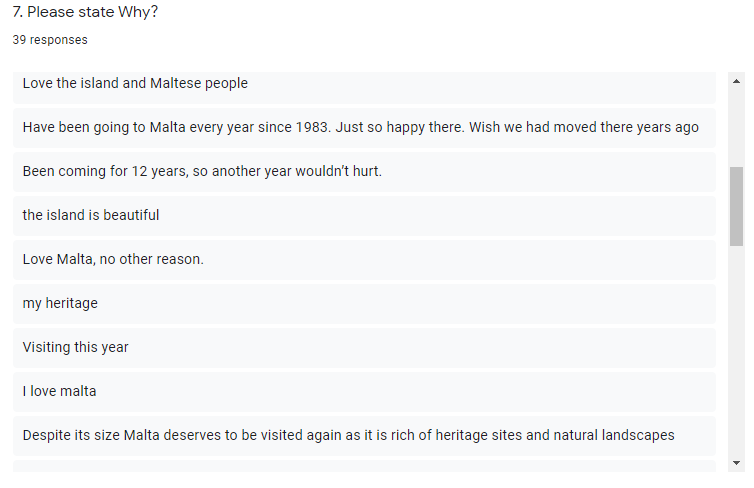 7. Please state Why?
39 responses
Love the island and Maltese people
Have been going to Malta every year since 1983. Just so happy there. Wish we had moved there years ago
Been coming for 12 years, so another year wouldn’t hurt.
the island is beautiful
Love Malta, no other reason.
my heritage
Visiting this year
I love malta
Despite its size Malta deserves to be visited again as it is rich of heritage sites and natural landscapes